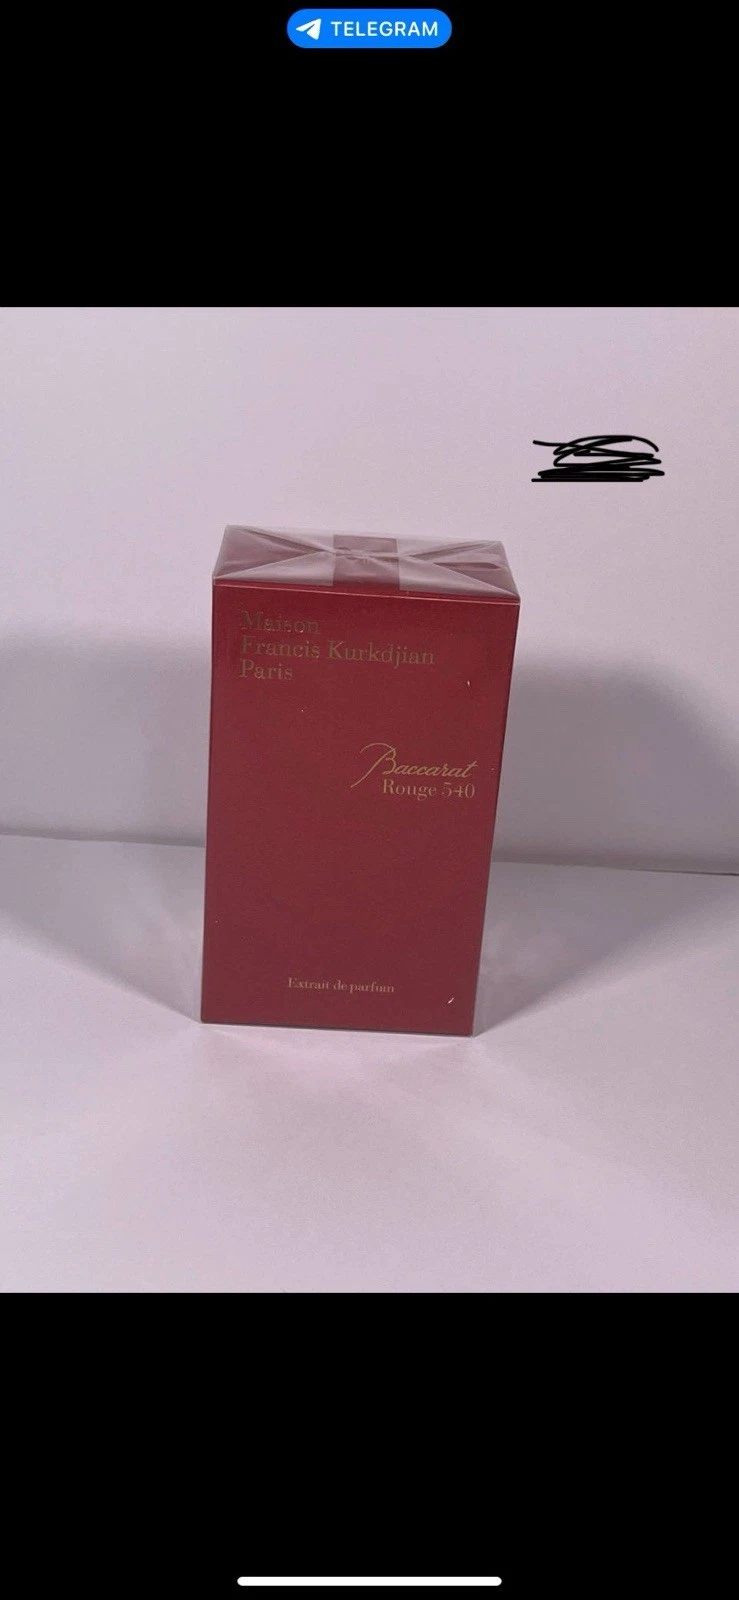 TELEGRAM
Maison
Francis Kurkdjian
Paris
Baccarat
Rouge 540
Extrait de parfum